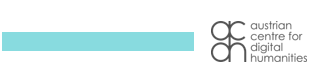 austrian
centre for
digital
humanities